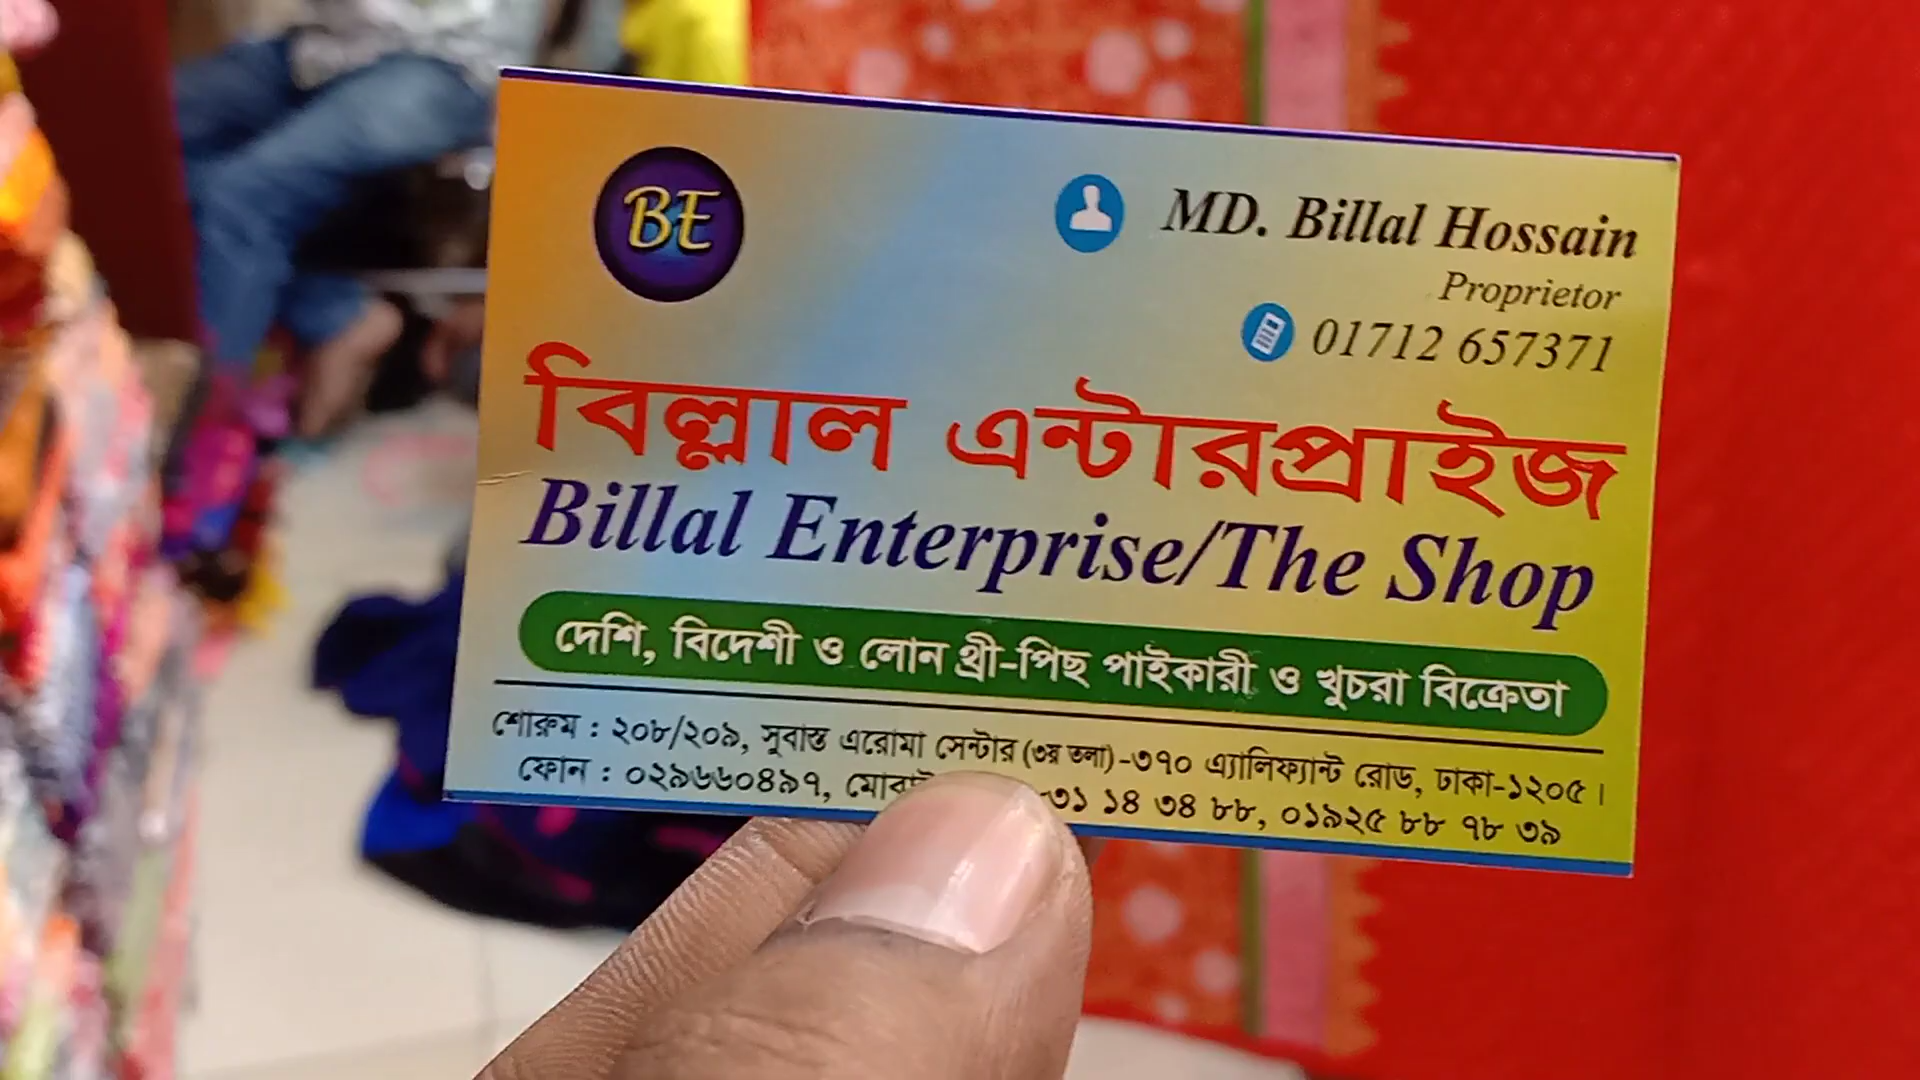 BE
MD. Billal Hossain
Proprietor
01712 657371
বিল্লাল এন্টারপ্রাইজ
Billal Enterprise/The Shop
দেশি, বিদেশী ও লোন থ্রী-পিছ পাইকারী ও খুচরা বিক্রেতা
শোরুম : ২০৮/২০৯, সুবাস্ত এরোমা সেন্টার (৩য় তলা)-৩৭০ এ্যালিফ্যান্ট রোড, ঢাকা-১২০৫।
ফোন : ০২৯৬৬০৪৯৭, -৩১ ১৪ ৩৪ ৮৮, ০১৯২৫ ৮৮ ৭৮ ৩৯